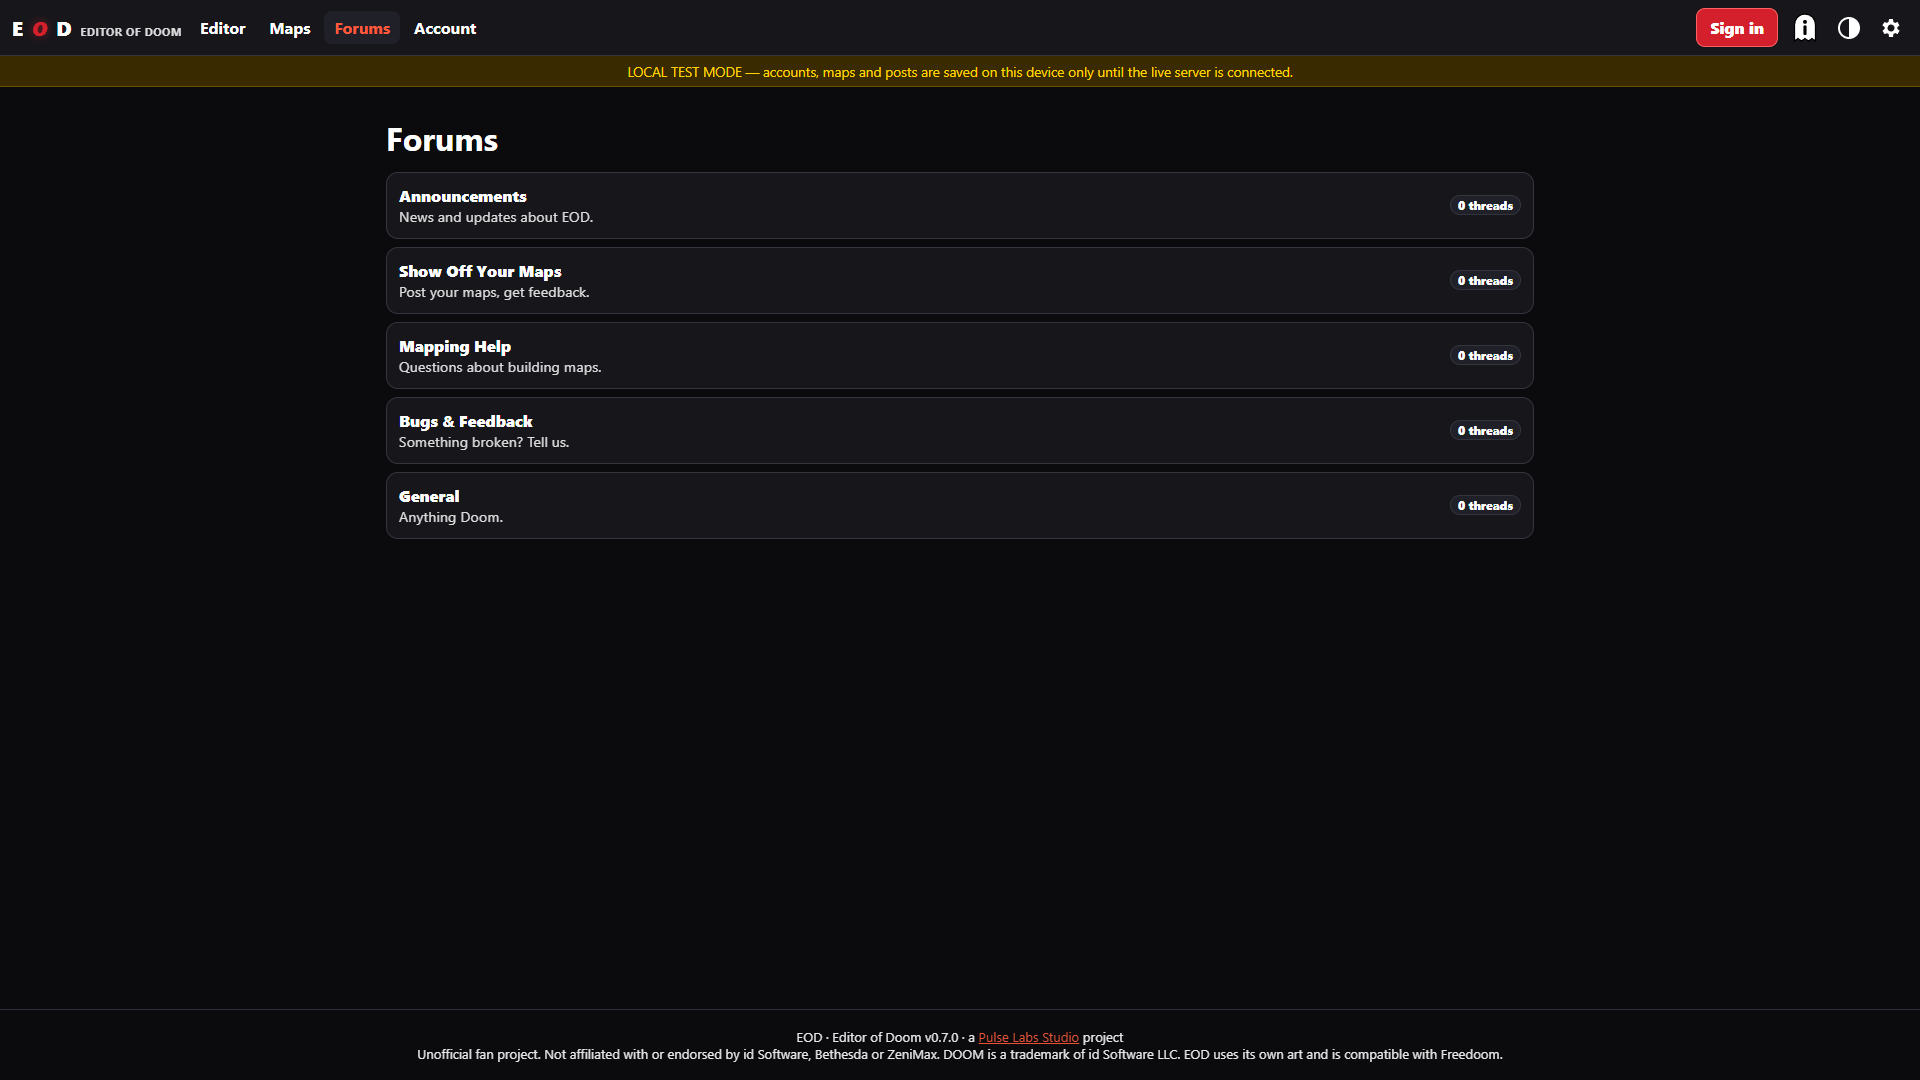 E O D EDITOR OF DOOM Editor Maps Forums Account Sign in
LOCAL TEST MODE — accounts, maps and posts are saved on this device only until the live server is connected.
Forums
Announcements
News and updates about EOD.
0 threads
Show Off Your Maps
Post your maps, get feedback.
0 threads
Mapping Help
Questions about building maps.
0 threads
Bugs & Feedback
Something broken? Tell us.
0 threads
General
Anything Doom.
0 threads
EOD · Editor of Doom v0.7.0 · a Pulse Labs Studio project
Unofficial fan project. Not affiliated with or endorsed by id Software, Bethesda or ZeniMax. DOOM is a trademark of id Software LLC. EOD uses its own art and is compatible with Freedoom.